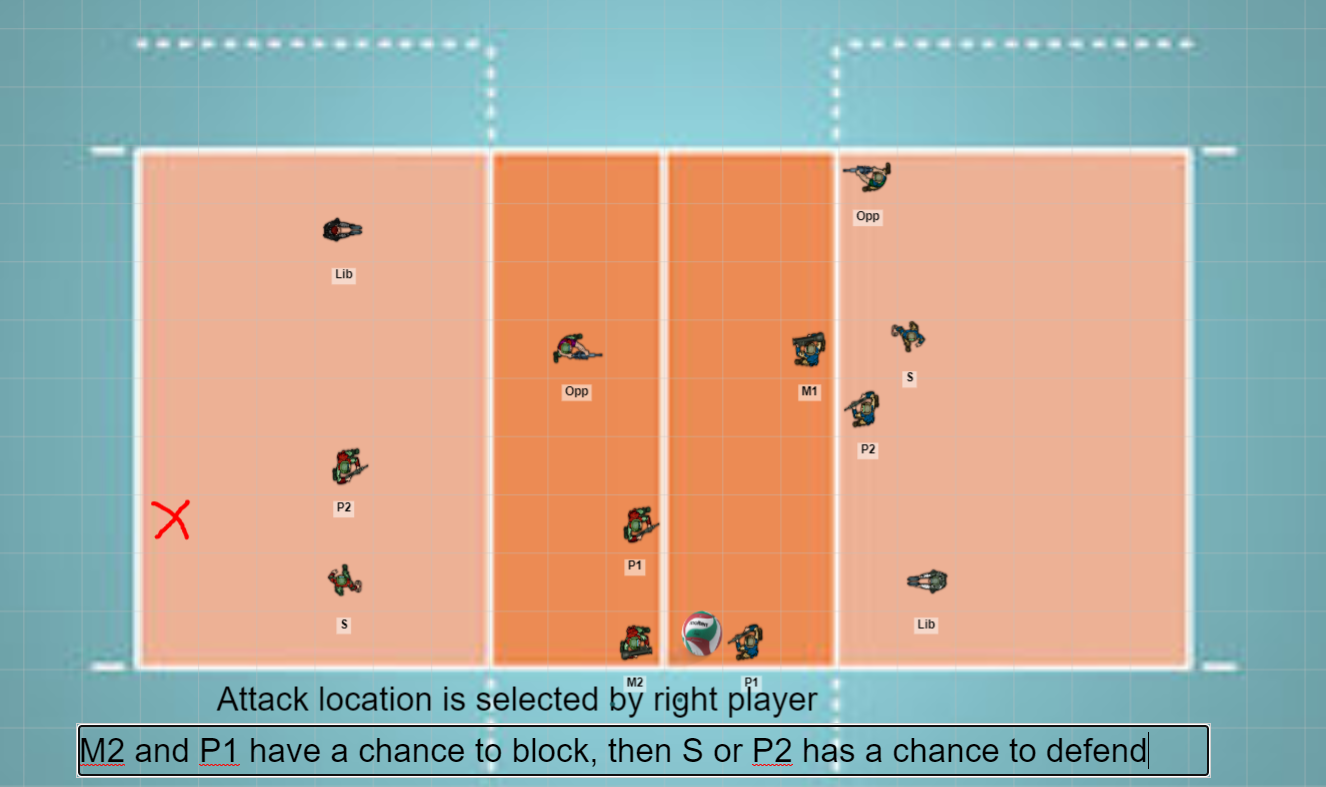 Opp
Lib
S
Opp
M1
P2
P2
P1
S
Lib
M2
P1
Attack location is selected by right player
M2 and P1 have a chance to block, then S or P2 has a chance to defend